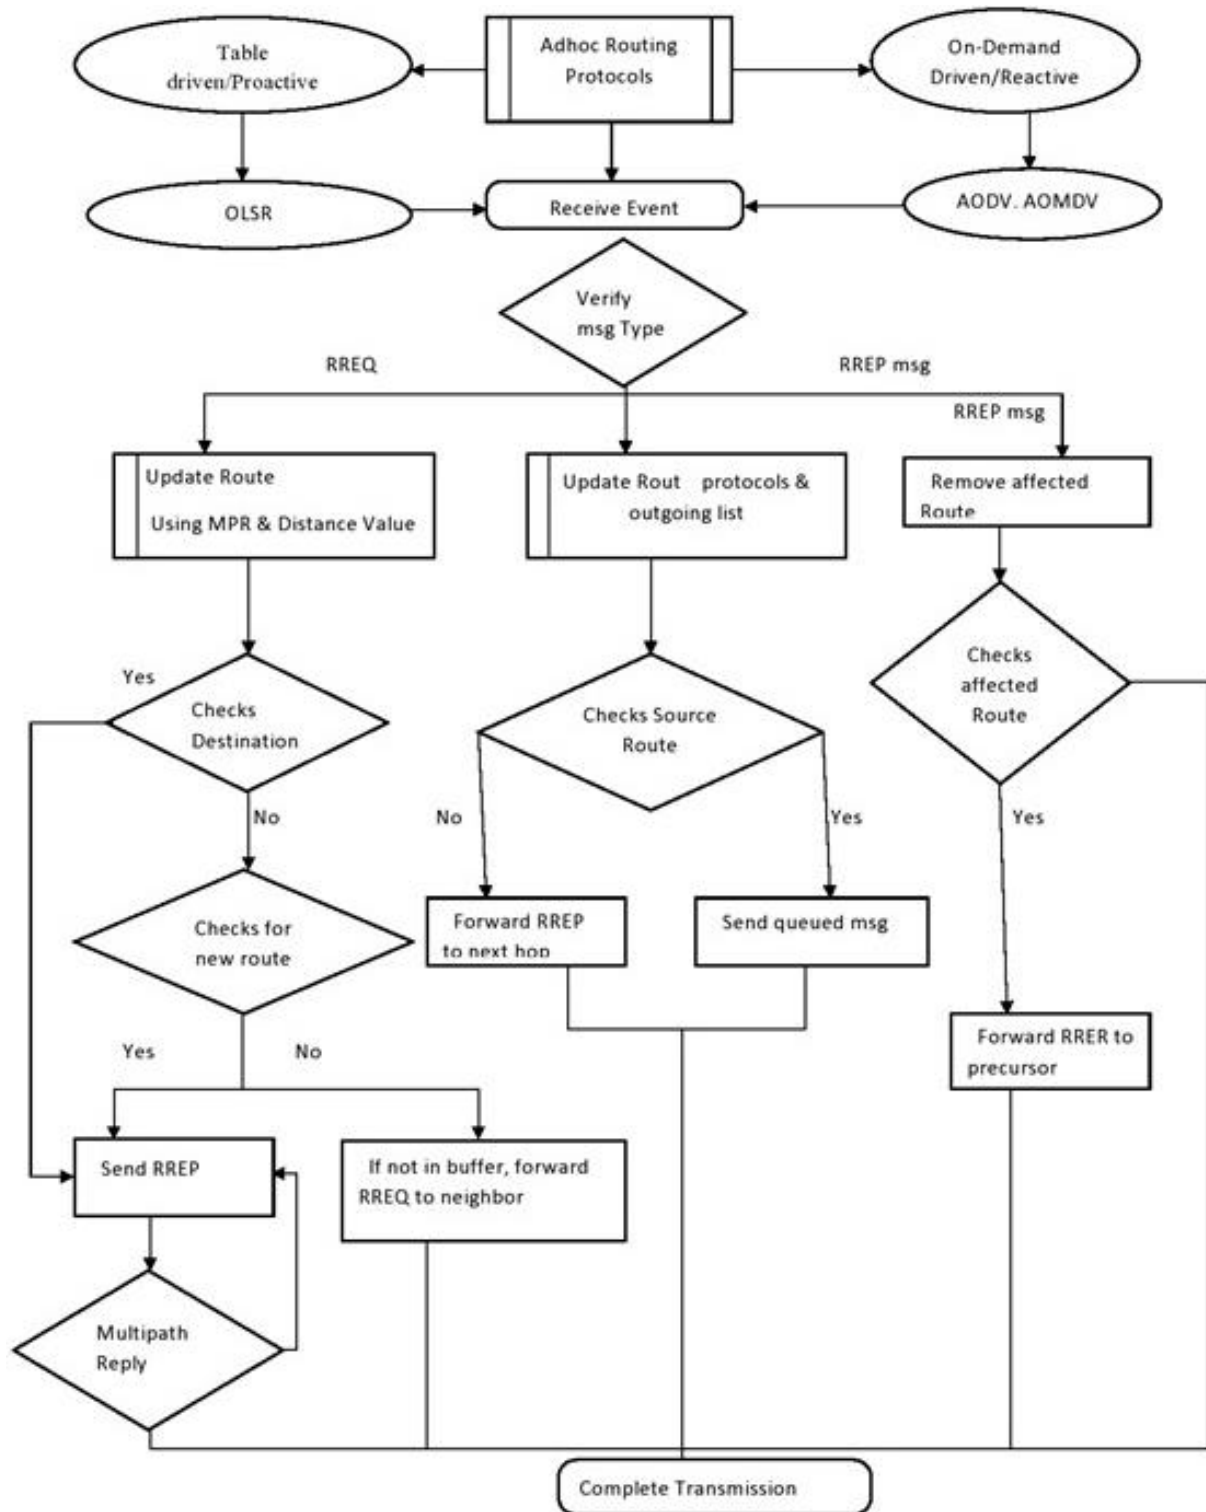 Table
driven/Proactive
Adhoc Routing
Protocols
On-Demand
Driven/Reactive
OLSR
Receive Event
AODV. AOMDV
Verify
msg Type
RREQ
RREP msg
RREP msg
Update Route
Using MPR & Distance Value
Update Rout protocols &
outgoing list
Remove affected
Route
Yes
Checks
Destination
Checks Source
Route
Checks
affected
Route
No
No
Yes
Yes
Checks for
new route
Forward RREP
to next hop
Send queued msg
Yes
No
Forward RRER to
precursor
Send RREP
If not in buffer, forward
RREQ to neighbor
Multipath
Reply
Complete Transmission